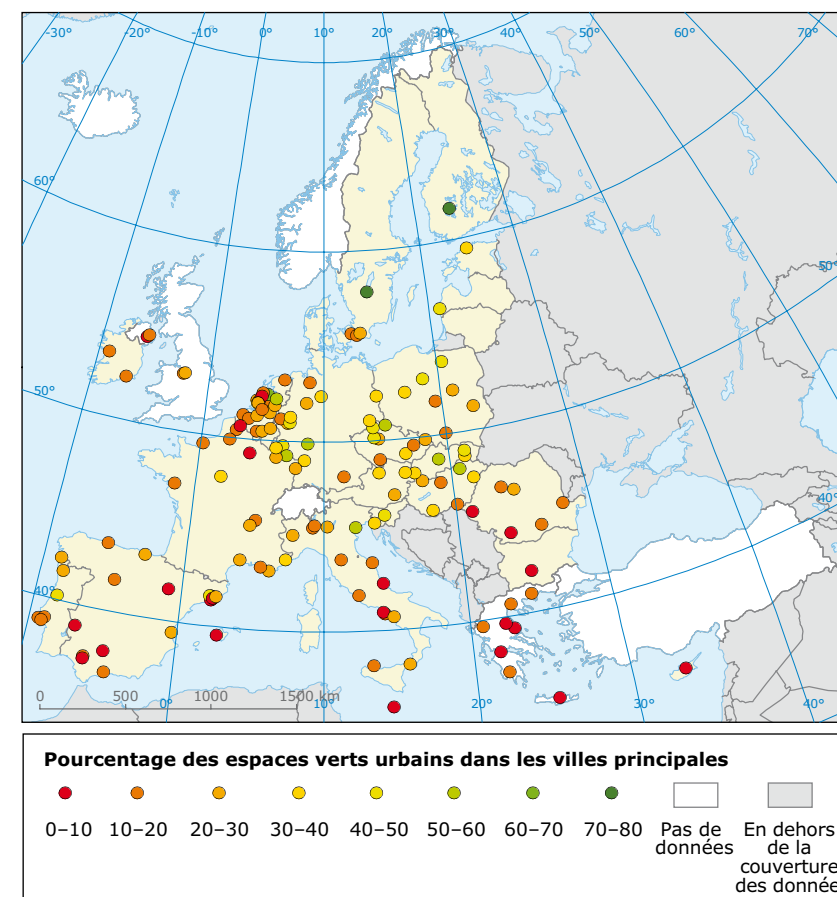 -30° -20° -10° 0° 10° 20° 30° 40° 50° 60° 70°
60°
50°
50°
40°
40°
0 500 1000 1500 km
0° 10° 20° 30° 40°
Pourcentage des espaces verts urbains dans les villes principales
0–10 10–20 20–30 30–40 40–50 50–60 60–70 70–80 Pas de données En dehors de la couverture des donnée